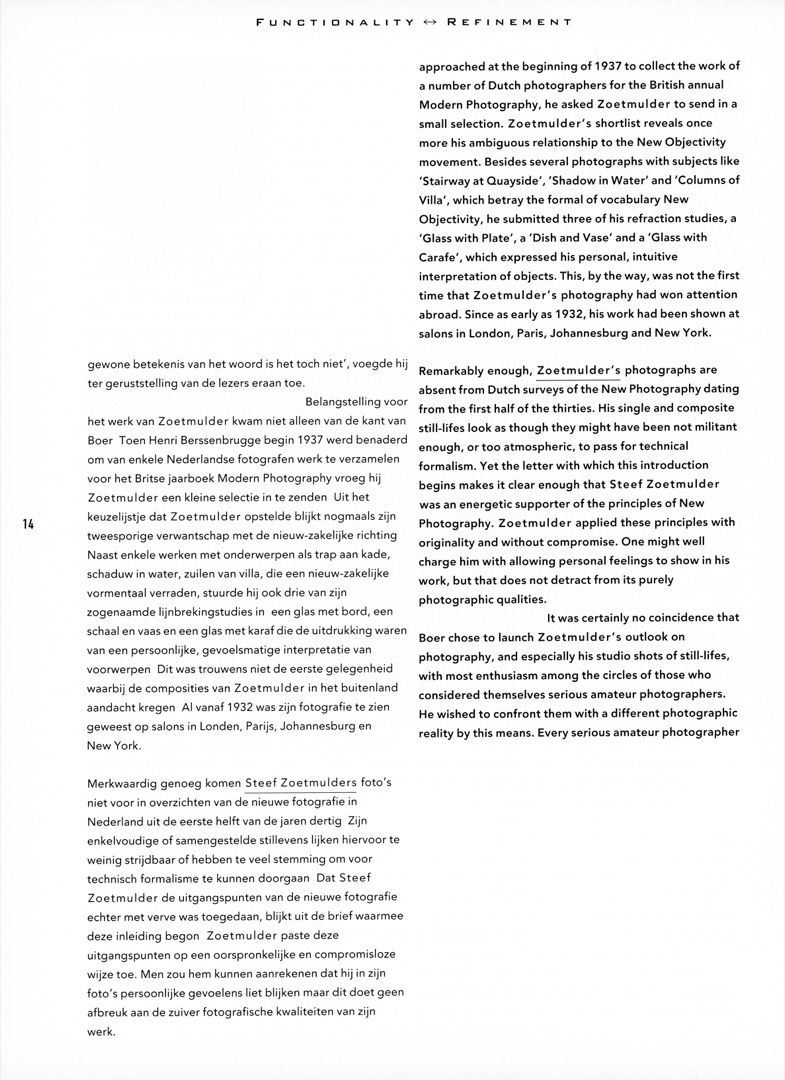 FUNCTIONALITY ↔ REFINEMENT
gewone betekenis van het woord is het toch niet’, voegde hij
ter geruststelling van de lezers eraan toe.
Belangstelling voor
het werk van Zoetmulder kwam niet alleen van de kant van
Boer Toen Henri Berssenbrugge begin 1937 werd benaderd
om van enkele Nederlandse fotografen werk te verzamelen
voor het Britse jaarboek Modern Photography vroeg hij
Zoetmulder een kleine selectie in te zenden Uit het
keuzelijstje dat Zoetmulder opstelde blijkt nogmaals zijn
tweesporige verwantschap met de nieuw-zakelijke richting
Naast enkele werken met onderwerpen als trap aan kade,
schaduw in water, zuilen van villa, die een nieuw-zakelijke
vormentaal verraden, stuurde hij ook drie van zijn
zogenaamde lijnbrekingstudies in een glas met bord, een
schaal en vaas en een glas met karaf die de uitdrukking waren
van een persoonlijke, gevoelsmatige interpretatie van
voorwerpen Dit was trouwens niet de eerste gelegenheid
waarbij de composities van Zoetmulder in het buitenland
aandacht kregen Al vanaf 1932 was zijn fotografie te zien
geweest op salons in Londen, Parijs, Johannesburg en
New York.
Merkwaardig genoeg komen Steef Zoetmulders foto’s
niet voor in overzichten van de nieuwe fotografie in
Nederland uit de eerste helft van de jaren dertig Zijn
enkelvoudige of samengestelde stillevens lijken hiervoor te
weinig strijdbaar of hebben te veel stemming om voor
technisch formalisme te kunnen doorgaan Dat Steef
Zoetmulder de uitgangspunten van de nieuwe fotografie
echter met verve was toegedaan, blijkt uit de brief waarmee
deze inleiding begon Zoetmulder paste deze
uitgangspunten op een oorspronkelijke en compromisloze
wijze toe. Men zou hem kunnen aanrekenen dat hij in zijn
foto’s persoonlijke gevoelens liet blijken maar dit doet geen
afbreuk aan de zuiver fotografische kwaliteiten van zijn
werk.
approached at the beginning of 1937 to collect the work of
a number of Dutch photographers for the British annual
Modern Photography, he asked Zoetmulder to send in a
small selection. Zoetmulder’s shortlist reveals once
more his ambiguous relationship to the New Objectivity
movement. Besides several photographs with subjects like
‘Stairway at Quayside’, ‘Shadow in Water’ and ‘Columns of
Villa’, which betray the formal of vocabulary New
Objectivity, he submitted three of his refraction studies, a
‘Glass with Plate’, a ‘Dish and Vase’ and a ‘Glass with
Carafe’, which expressed his personal, intuitive
interpretation of objects. This, by the way, was not the first
time that Zoetmulder’s photography had won attention
abroad. Since as early as 1932, his work had been shown at
salons in London, Paris, Johannesburg and New York.
Remarkably enough, Zoetmulder’s photographs are
absent from Dutch surveys of the New Photography dating
from the first half of the thirties. His single and composite
still-lifes look as though they might have been not militant
enough, or too atmospheric, to pass for technical
formalism. Yet the letter with which this introduction
begins makes it clear enough that Steef Zoetmulder
was an energetic supporter of the principles of New
Photography. Zoetmulder applied these principles with
originality and without compromise. One might well
charge him with allowing personal feelings to show in his
work, but that does not detract from its purely
photographic qualities.
It was certainly no coincidence that
Boer chose to launch Zoetmulder’s outlook on
photography, and especially his studio shots of still-lifes,
with most enthusiasm among the circles of those who
considered themselves serious amateur photographers.
He wished to confront them with a different photographic
reality by this means. Every serious amateur photographer
14